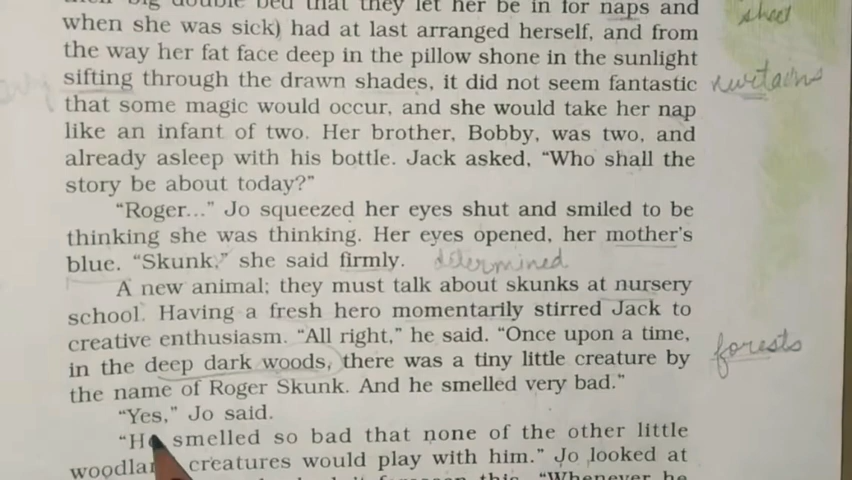 big double bed that they let her be in for naps and
when she was sick) had at last arranged herself, and from
the way her fat face deep in the pillow shone in the sunlight
sifting through the drawn shades, it did not seem fantastic
that some magic would occur, and she would take her nap
like an infant of two. Her brother, Bobby, was two, and
already asleep with his bottle. Jack asked, “Who shall the
story be about today?”
“Roger...” Jo squeezed her eyes shut and smiled to be
thinking she was thinking. Her eyes opened, her mother's
blue. “Skunk,” she said firmly. determined
A new animal; they must talk about skunks at nursery
school. Having a fresh hero momentarily stirred Jack to
creative enthusiasm. “All right,” he said. “Once upon a time,
in the deep dark woods, there was a tiny little creature by
the name of Roger Skunk. And he smelled very bad.”
“Yes,” Jo said.
“He smelled so bad that none of the other little
woodland creatures would play with him.” Jo looked at
“Whenever he
forests